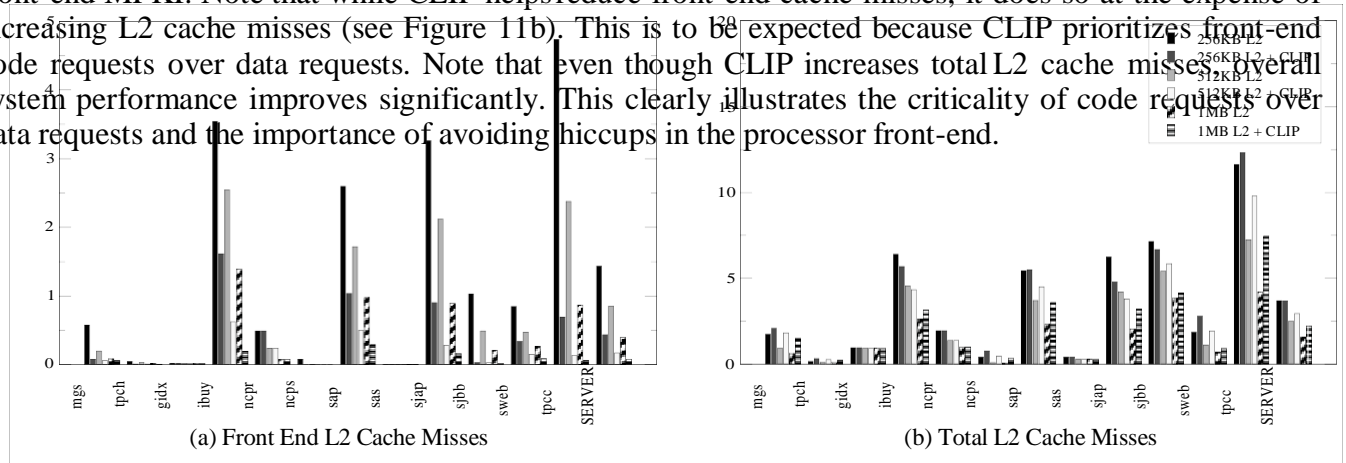 front-end MPKI. Note that while CLIP helps reduce front-end cache misses, it does so at the expense of
creasing L2 cache misses (see Figure 11b). This is to be expected because CLIP prioritizes front-end
ode requests over data requests. Note that even though CLIP increases total L2 cache misses, overall
ystem performance improves significantly. This clearly illustrates the criticality of code requests over
ata requests and the importance of avoiding hiccups in the processor front-end.
5
4
3
2
1
0
mgs
tpch
gidx
ibuy
ncpr
ncps
sap
sas
sjap
sjbb
sweb
tpcc
SERVER
(a) Front End L2 Cache Misses
20
15
10
5
0
256KB L2
256KB L2 + CLIP
512KB L2
512KB L2 + CLIP
1MB L2
1MB L2 + CLIP
mgs
tpch
gidx
ibuy
ncpr
ncps
sap
sas
sjap
sjbb
sweb
tpcc
SERVER
(b) Total L2 Cache Misses